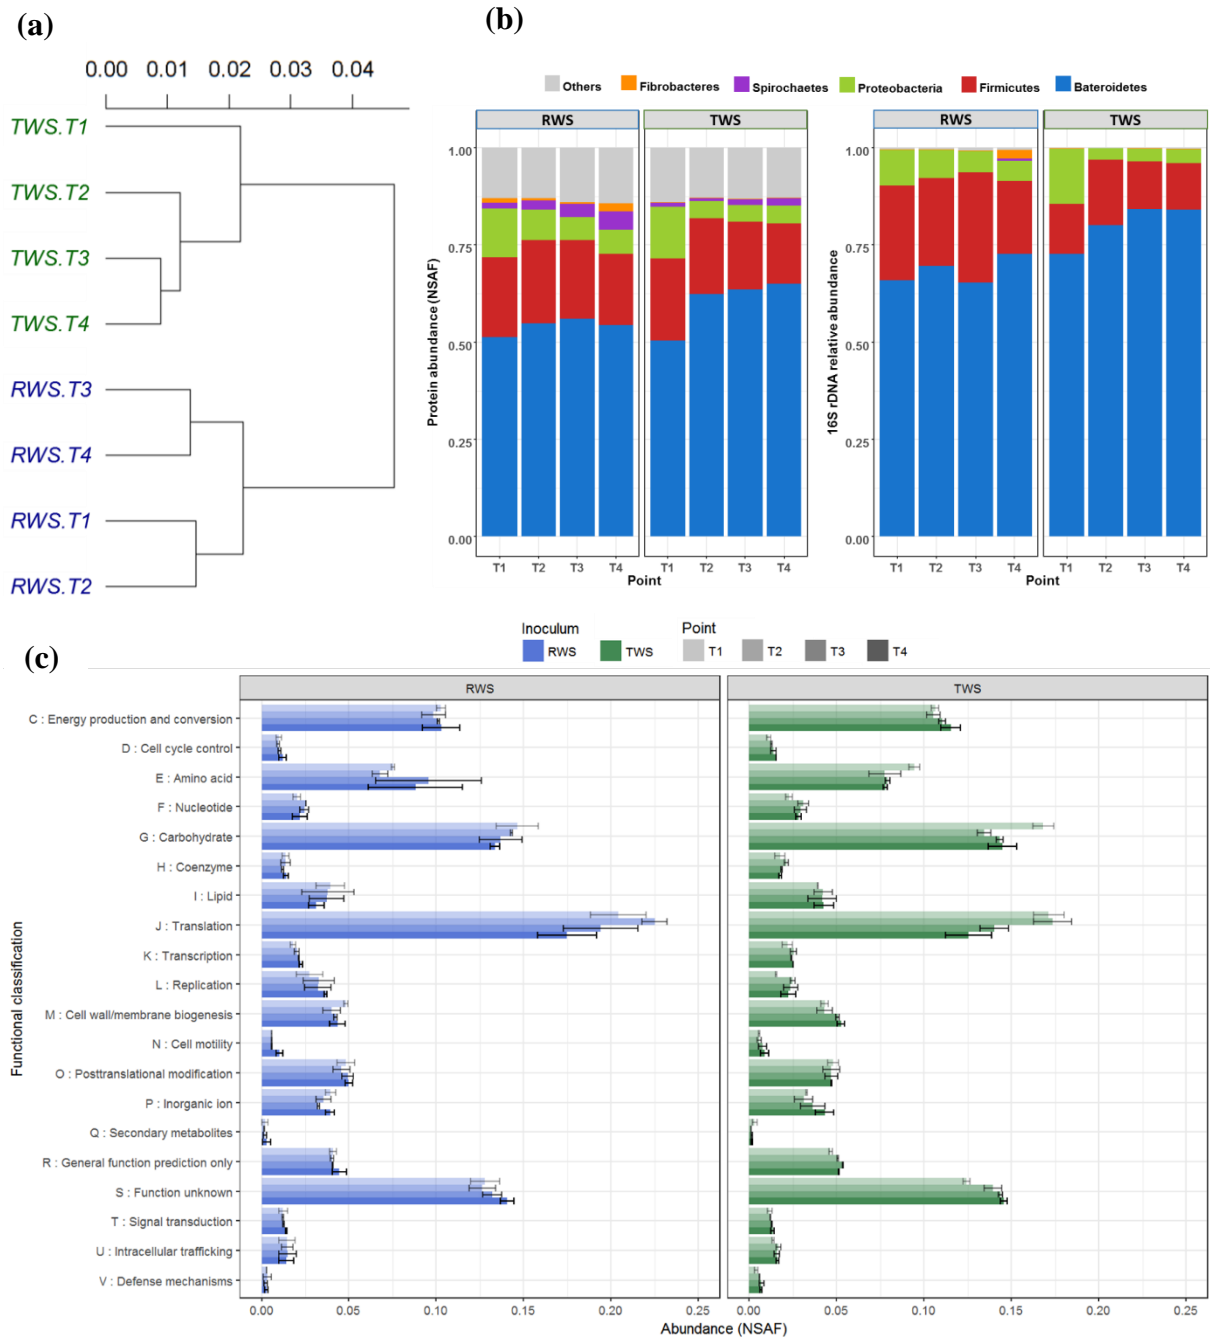 (a)
0.00 0.01 0.02 0.03 0.04
TWS.T1
TWS.T2
TWS.T3
TWS.T4
RWS.T3
RWS.T4
RWS.T1
RWS.T2
(b)
Others Fibrobacteres Spirochaetes Proteobacteria Firmicutes Bateroidetes
RWS TWS
Protein abundance (NSAF)
1.00
0.75
0.50
0.25
0.00
T1 T2 T3 T4 T1 T2 T3 T4
Point
RWS TWS
16S rDNA relative abundance
1.00
0.75
0.50
0.25
0.00
T1 T2 T3 T4 T1 T2 T3 T4
Point
(c)
Inoculum Point
RWS TWS T1 T2 T3 T4
RWS TWS
Functional classification
C : Energy production and conversion
D : Cell cycle control
E : Amino acid
F : Nucleotide
G : Carbohydrate
H : Coenzyme
I : Lipid
J : Translation
K : Transcription
L : Replication
M : Cell wall/membrane biogenesis
N : Cell motility
O : Posttranslational modification
P : Inorganic ion
Q : Secondary metabolites
R : General function prediction only
S : Function unknown
T : Signal transduction
U : Intracellular trafficking
V : Defense mechanisms
0.00 0.05 0.10 0.15 0.20 0.25 0.00 0.05 0.10 0.15 0.20 0.25
Abundance (NSAF)